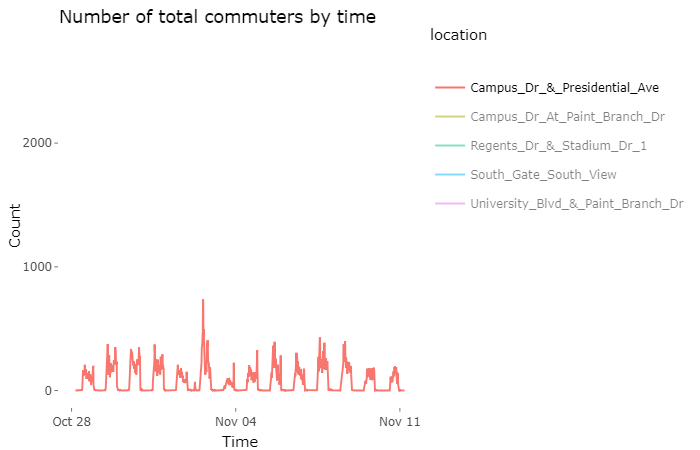 Number of total commuters by time
location
Campus_Dr_&_Presidential_Ave
Campus_Dr_At_Paint_Branch_Dr
Regents_Dr_&_Stadium_Dr_1
South_Gate_South_View
University_Blvd_&_Paint_Branch_Dr
2000
1000
0
Count
Oct 28
Nov 04
Nov 11
Time